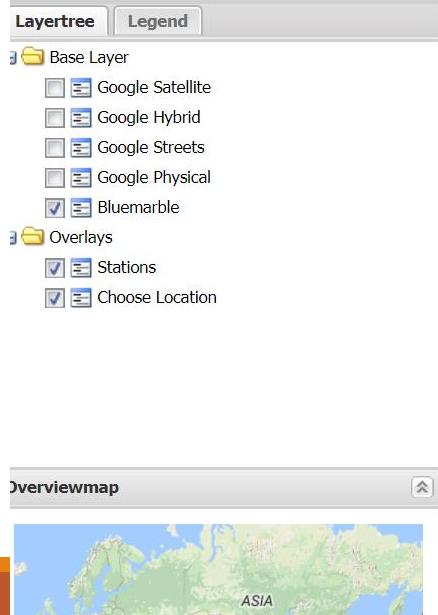 Layertree Legend
Base Layer
Google Satellite
Google Hybrid
Google Streets
Google Physical
Bluemarble
Overlays
Stations
Choose Location
Overviewmap
ASIA